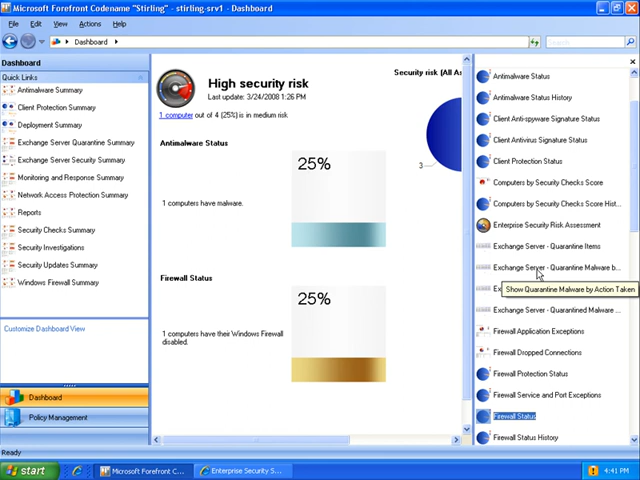 Microsoft Forefront Codename "Stirling" - stirling-srv1
File Edit View Actions Help
Dashboard
Search
Dashboard
Quick Links
Antimalware Summary
Client Protection Summary
Deployment Summary
Exchange Server Quarantine Summary
Exchange Server Security Summary
Monitoring and Response Summary
Network Access Protection Summary
Reports
Security Checks Summary
Security Investigations
Security Updates Summary
Windows Firewall Summary
Customize Dashboard View
Dashboard
Policy Management
High security risk
Last update: 3/24/2008 1:26 PM
1 computer out of 4 (25%) is in medium risk
Security risk (All As
3
Antimalware Status
25%
1 computers have malware.
Firewall Status
25%
1 computers have their Windows Firewall
disabled.
Antimalware Status
Antimalware Status History
Client Anti-spyware Signature Status
Client Antivirus Signature Status
Client Protection Status
Computers by Security Checks Score
Computers by Security Checks Score Hist...
Enterprise Security Risk Assessment
Exchange Server - Quarantine Items
Exchange Server - Quarantine Malware b...
Ex
Show Quarantine Malware by Action Taken
Exchange Server - Quarantined Malware ...
Firewall Application Exceptions
Firewall Dropped Connections
Firewall Protection Status
Firewall Service and Port Exceptions
Firewall Status
Firewall Status History
Ready
start
Microsoft Forefront C...
Enterprise Security S...
4:41 PM